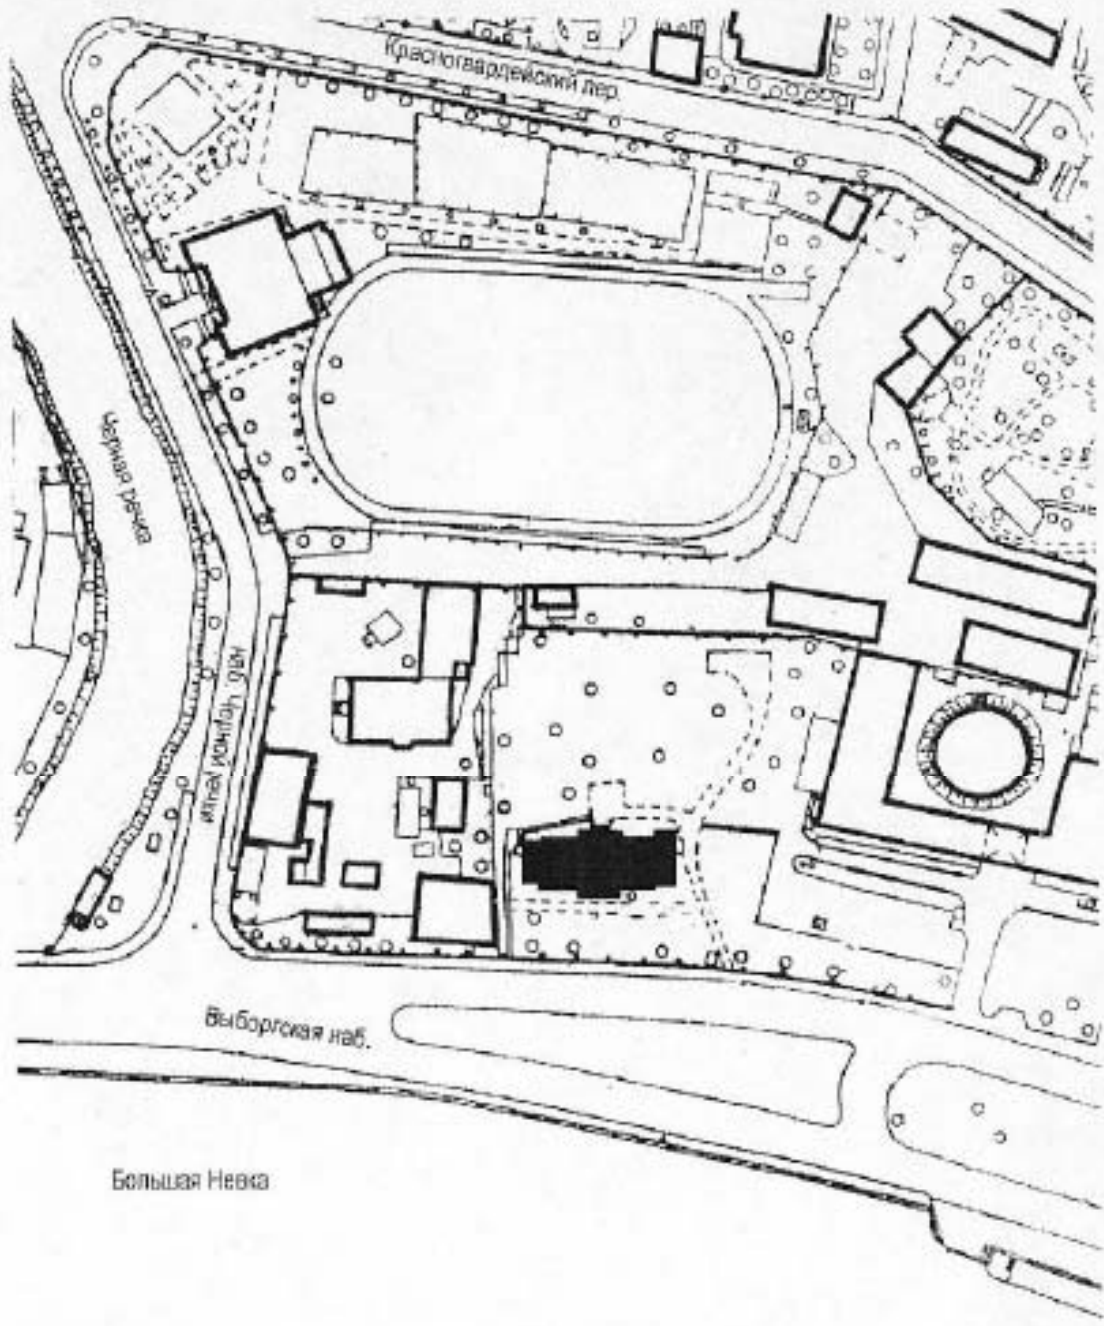 Красногвардейский пер.
Черная речка
наб. Черной речки
Выборгская наб.
Большая Невка